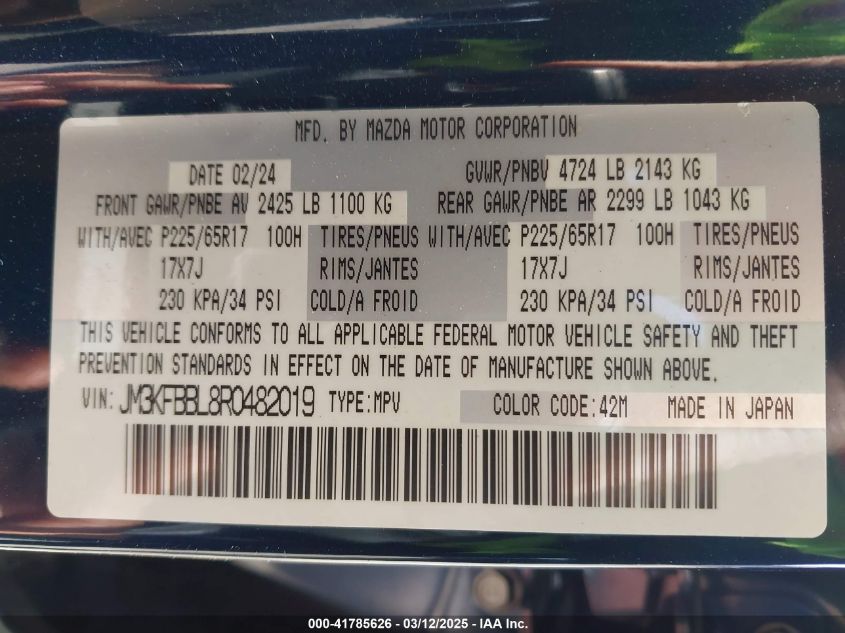 MFD. BY MAZDA MOTOR CORPORATION
DATE 02/24 GVWR/PNBV 4724 LB 2143 KG
FRONT GAWR/PNBE AV 2425 LB 1100 KG REAR GAWR/PNBE AR 2299 LB 1043 KG
WITH/AVEC P225/65R17 100H TIRES/PNEUS WITH/AVEC P225/65R17 100H TIRES/PNEUS
17X7J RIMS/JANTES 17X7J RIMS/JANTES
230 KPA/34 PSI COLD/A FROID 230 KPA/34 PSI COLD/A FROID
THIS VEHICLE CONFORMS TO ALL APPLICABLE FEDERAL MOTOR VEHICLE SAFETY AND THEFT
PREVENTION STANDARDS IN EFFECT ON THE DATE OF MANUFACTURE SHOWN ABOVE.
VIN: JM3KFBBL8R0482019 TYPE:MPV COLOR CODE:42M MADE IN JAPAN
000-41785626 - 03/12/2025 - IAA Inc.